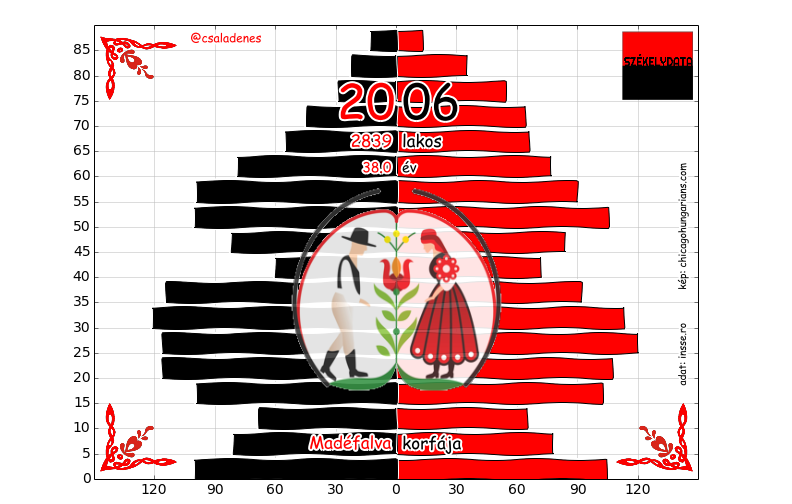 @csaladenes
SZÉKELYDATA
2006
2839 lakos
38.0 év
kép: chicagohungarians.com
adat: insse.ro
Madéfalva korfája
85
80
75
70
65
60
55
50
45
40
35
30
25
20
15
10
5
0
120 90 60 30 0 30 60 90 120